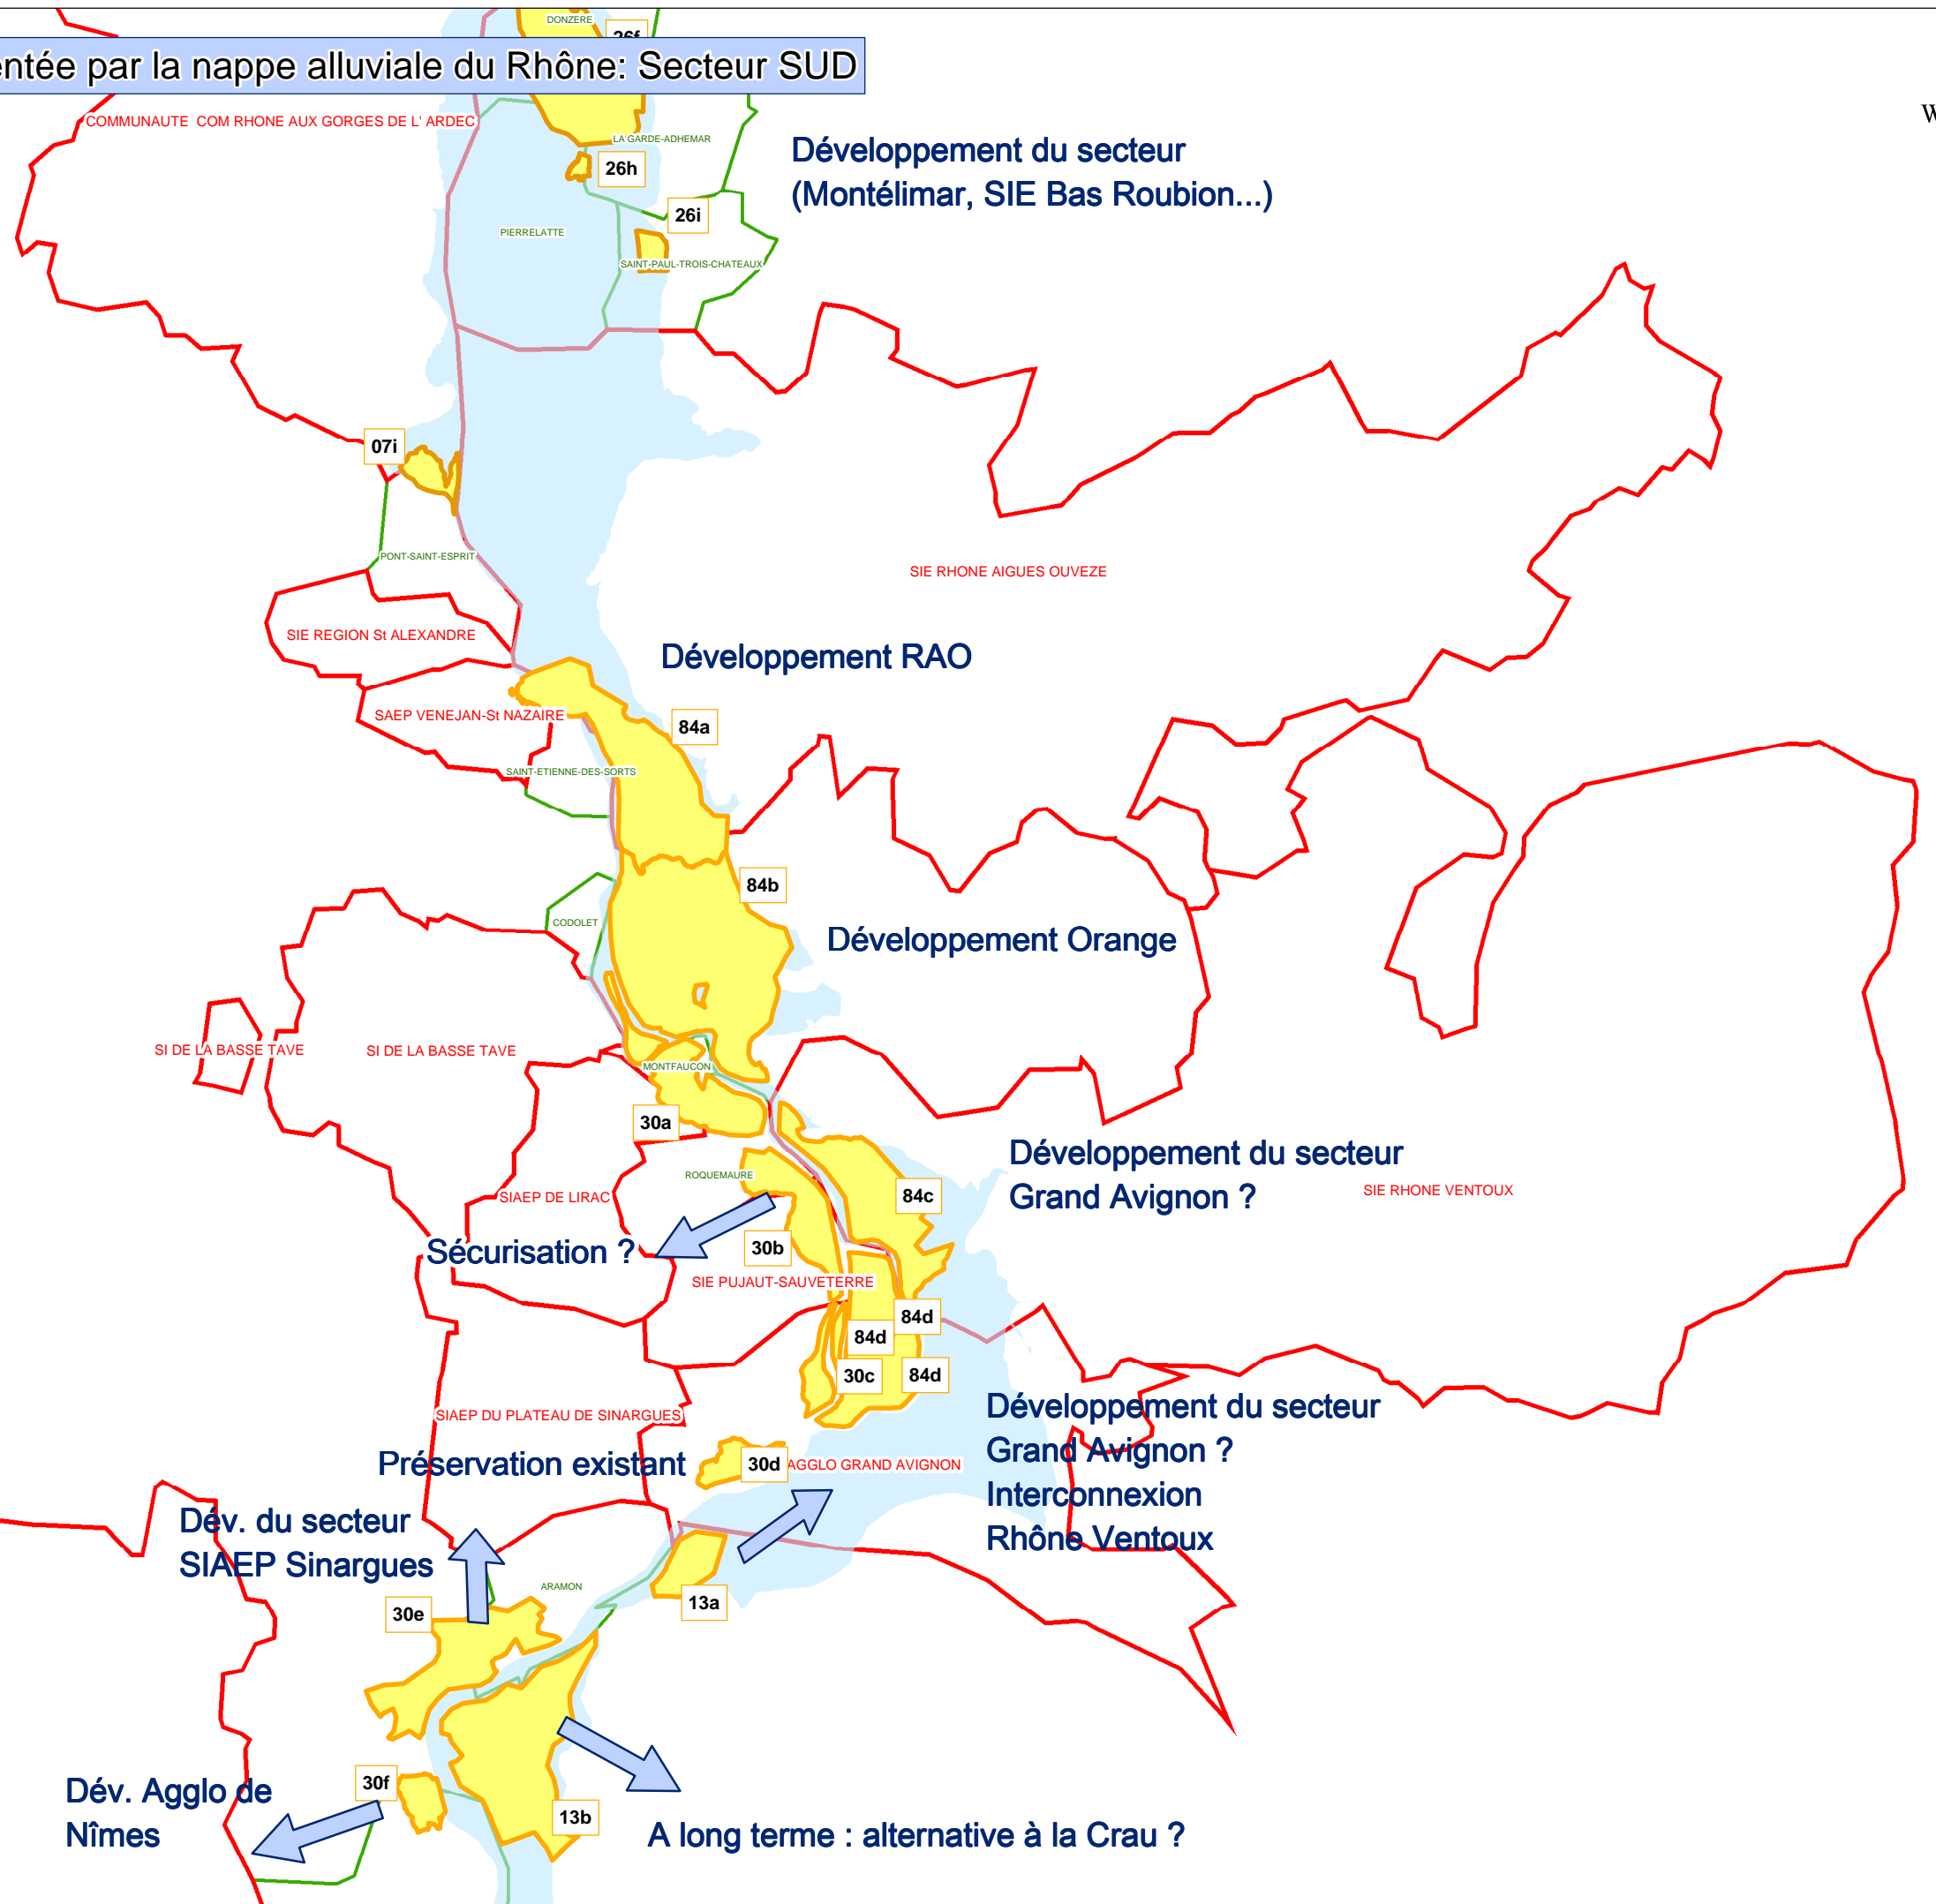 DONZERE
26f
entée par la nappe alluviale du Rhône: Secteur SUD
W
COMMUNAUTE COM RHONE AUX GORGES DE L' ARDEC
LA GARDE-ADHEMAR
26h
Développement du secteur
(Montélimar, SIE Bas Roubion...)
26i
PIERRELATTE
SAINT-PAUL-TROIS-CHATEAUX
07i
PONT-SAINT-ESPRIT
SIE RHONE AIGUES OUVEZE
SIE REGION St ALEXANDRE
Développement RAO
SAEP VENEJAN-St NAZAIRE
84a
SAINT-ETIENNE-DES-SORTS
84b
CODOLET
Développement Orange
SI DE LA BASSE TAVE
SI DE LA BASSE TAVE
MONTFAUCON
30a
Développement du secteur
Grand Avignon ?
ROQUEMAURE
SIAEP DE LIRAC
84c
SIE RHONE VENTOUX
Sécurisation ?
30b
SIE PUJAUT-SAUVETERRE
84d
84d
30c
84d
SIAEP DU PLATEAU DE SINARGUES
Développement du secteur
Grand Avignon ?
Interconnexion
Rhône Ventoux
Préservation existant
30d
AGGLO GRAND AVIGNON
Dév. du secteur
SIAEP Sinargues
ARAMON
13a
30e
30f
Dév. Agglo de
Nîmes
13b
A long terme : alternative à la Crau ?